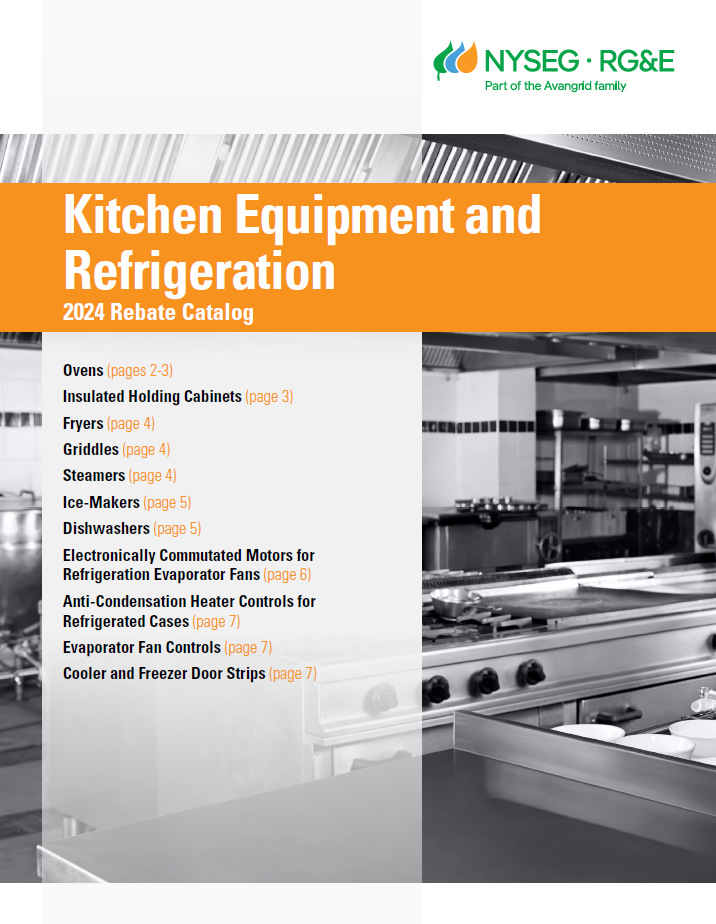 NYSEG · RG&E
Part of the Avangrid family
Kitchen Equipment and
Refrigeration
2024 Rebate Catalog
Ovens (pages 2-3)
Insulated Holding Cabinets (page 3)
Fryers (page 4)
Griddles (page 4)
Steamers (page 4)
Ice-Makers (page 5)
Dishwashers (page 5)
Electronically Commutated Motors for
Refrigeration Evaporator Fans (page 6)
Anti-Condensation Heater Controls for
Refrigerated Cases (page 7)
Evaporator Fan Controls (page 7)
Cooler and Freezer Door Strips (page 7)